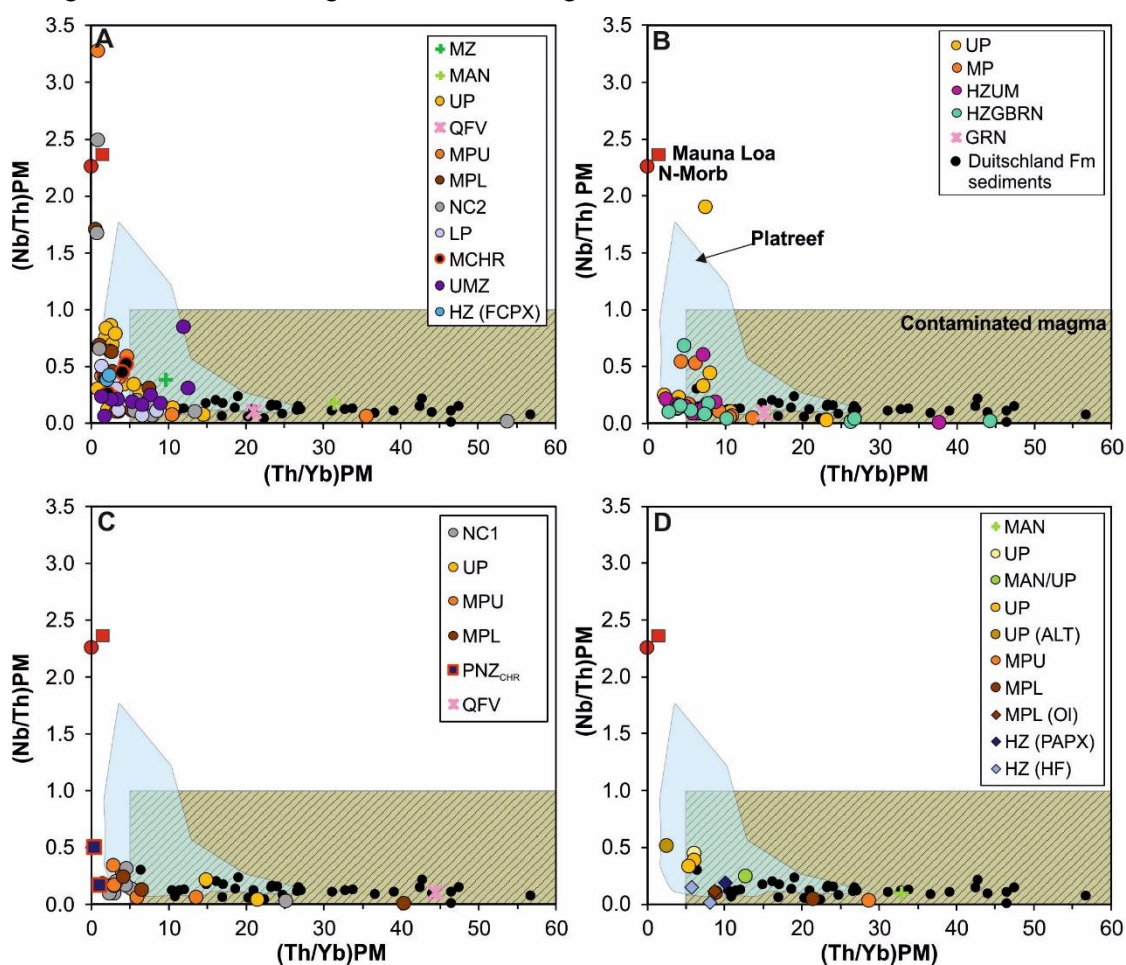 A
3.5
3.0
2.5
2.0
1.5
1.0
0.5
0.0
(Nb/Th)PM
0 10 20 30 40 50 60
(Th/Yb)PM
MZ
MAN
UP
QFV
MPU
MPL
NC2
LP
MCHR
UMZ
HZ (FCPX)
B
3.5
3.0
2.5
2.0
1.5
1.0
0.5
0.0
(Nb/Th) PM
0 10 20 30 40 50 60
(Th/Yb)PM
UP
MP
HZUM
HZGBRN
GRN
Duitschland Fm
sediments
Mauna Loa
N-Morb
Platreef
Contaminated magma
C
3.5
3.0
2.5
2.0
1.5
1.0
0.5
0.0
(Nb/Th)PM
0 10 20 30 40 50 60
(Th/Yb)PM
NC1
UP
MPU
MPL
PNZCHR
QFV
D
3.5
3.0
2.5
2.0
1.5
1.0
0.5
0.0
(Nb/Th)PM
0 10 20 30 40 50 60
(Th/Yb)PM)
MAN
UP
MAN/UP
UP
UP (ALT)
MPU
MPL
MPL (Ol)
HZ (PAPX)
HZ (HF)